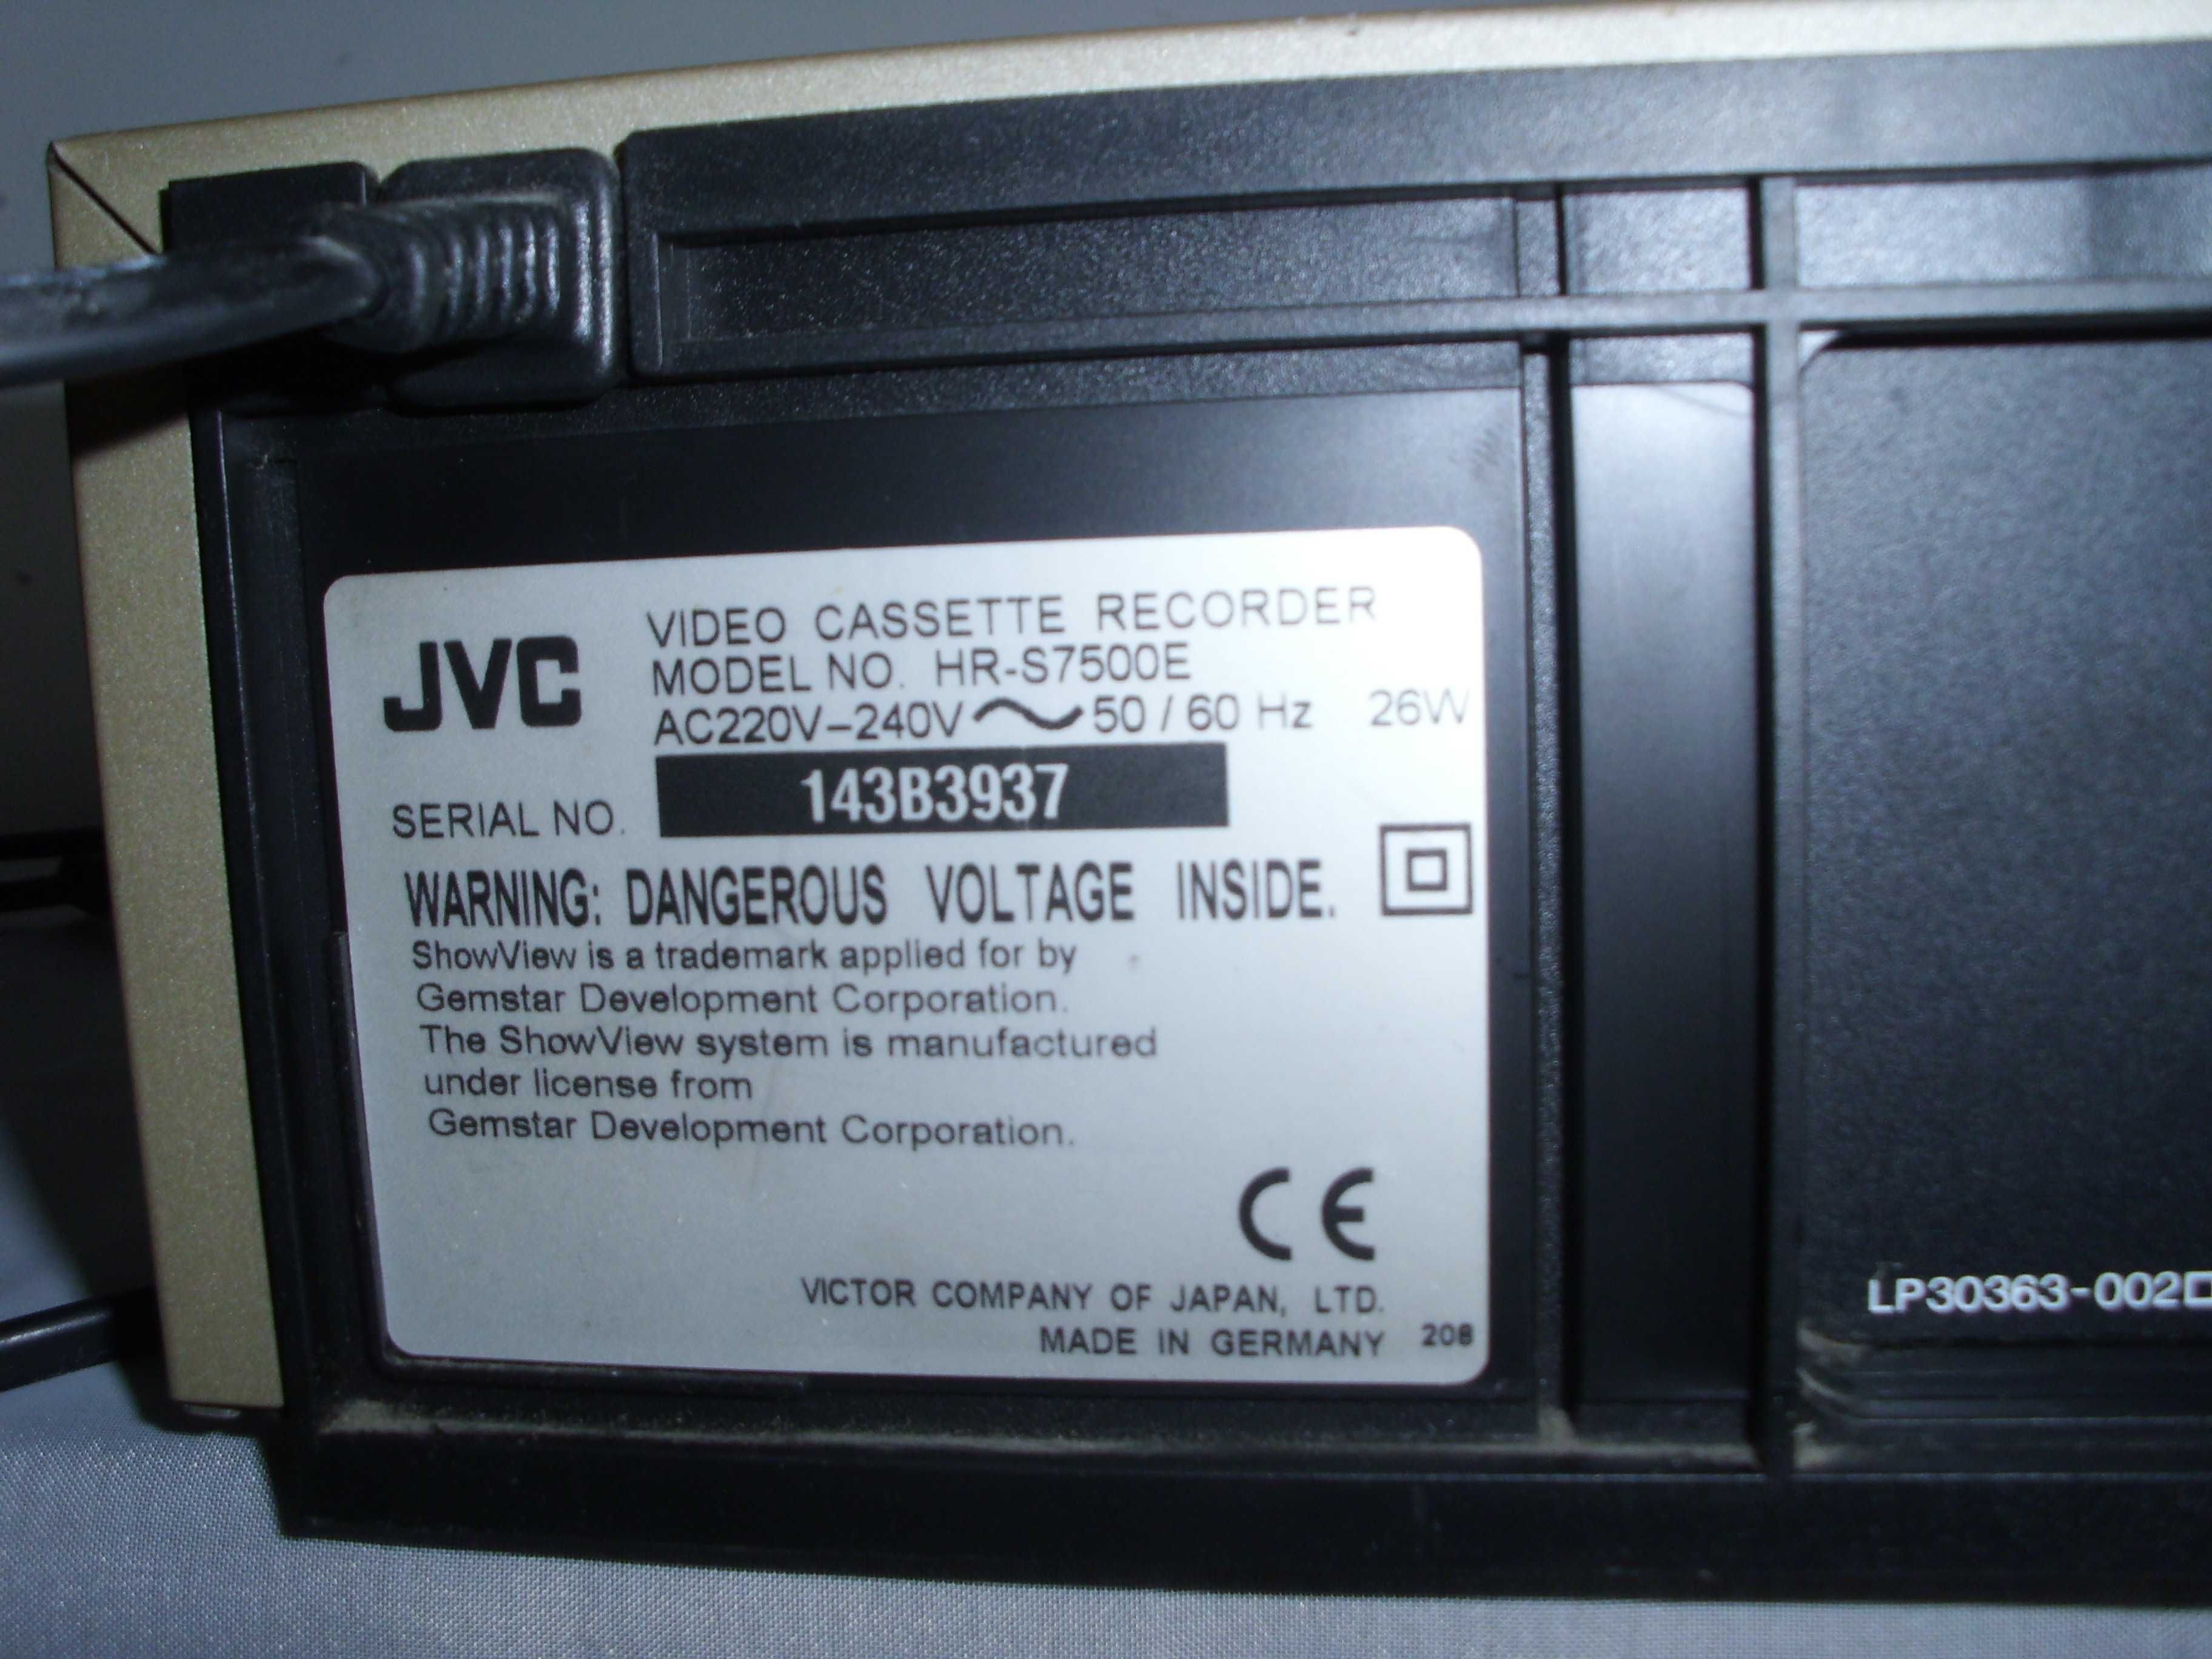 JVC
VIDEO CASSETTE RECORDER
MODEL NO. HR-S7500E
AC220V–240V ~ 50 / 60 Hz 26W
SERIAL NO. 143B3937
WARNING: DANGEROUS VOLTAGE INSIDE.
ShowView is a trademark applied for by
Gemstar Development Corporation.
The ShowView system is manufactured
under license from
Gemstar Development Corporation.
CE
VICTOR COMPANY OF JAPAN, LTD.
MADE IN GERMANY 208
LP30363-002